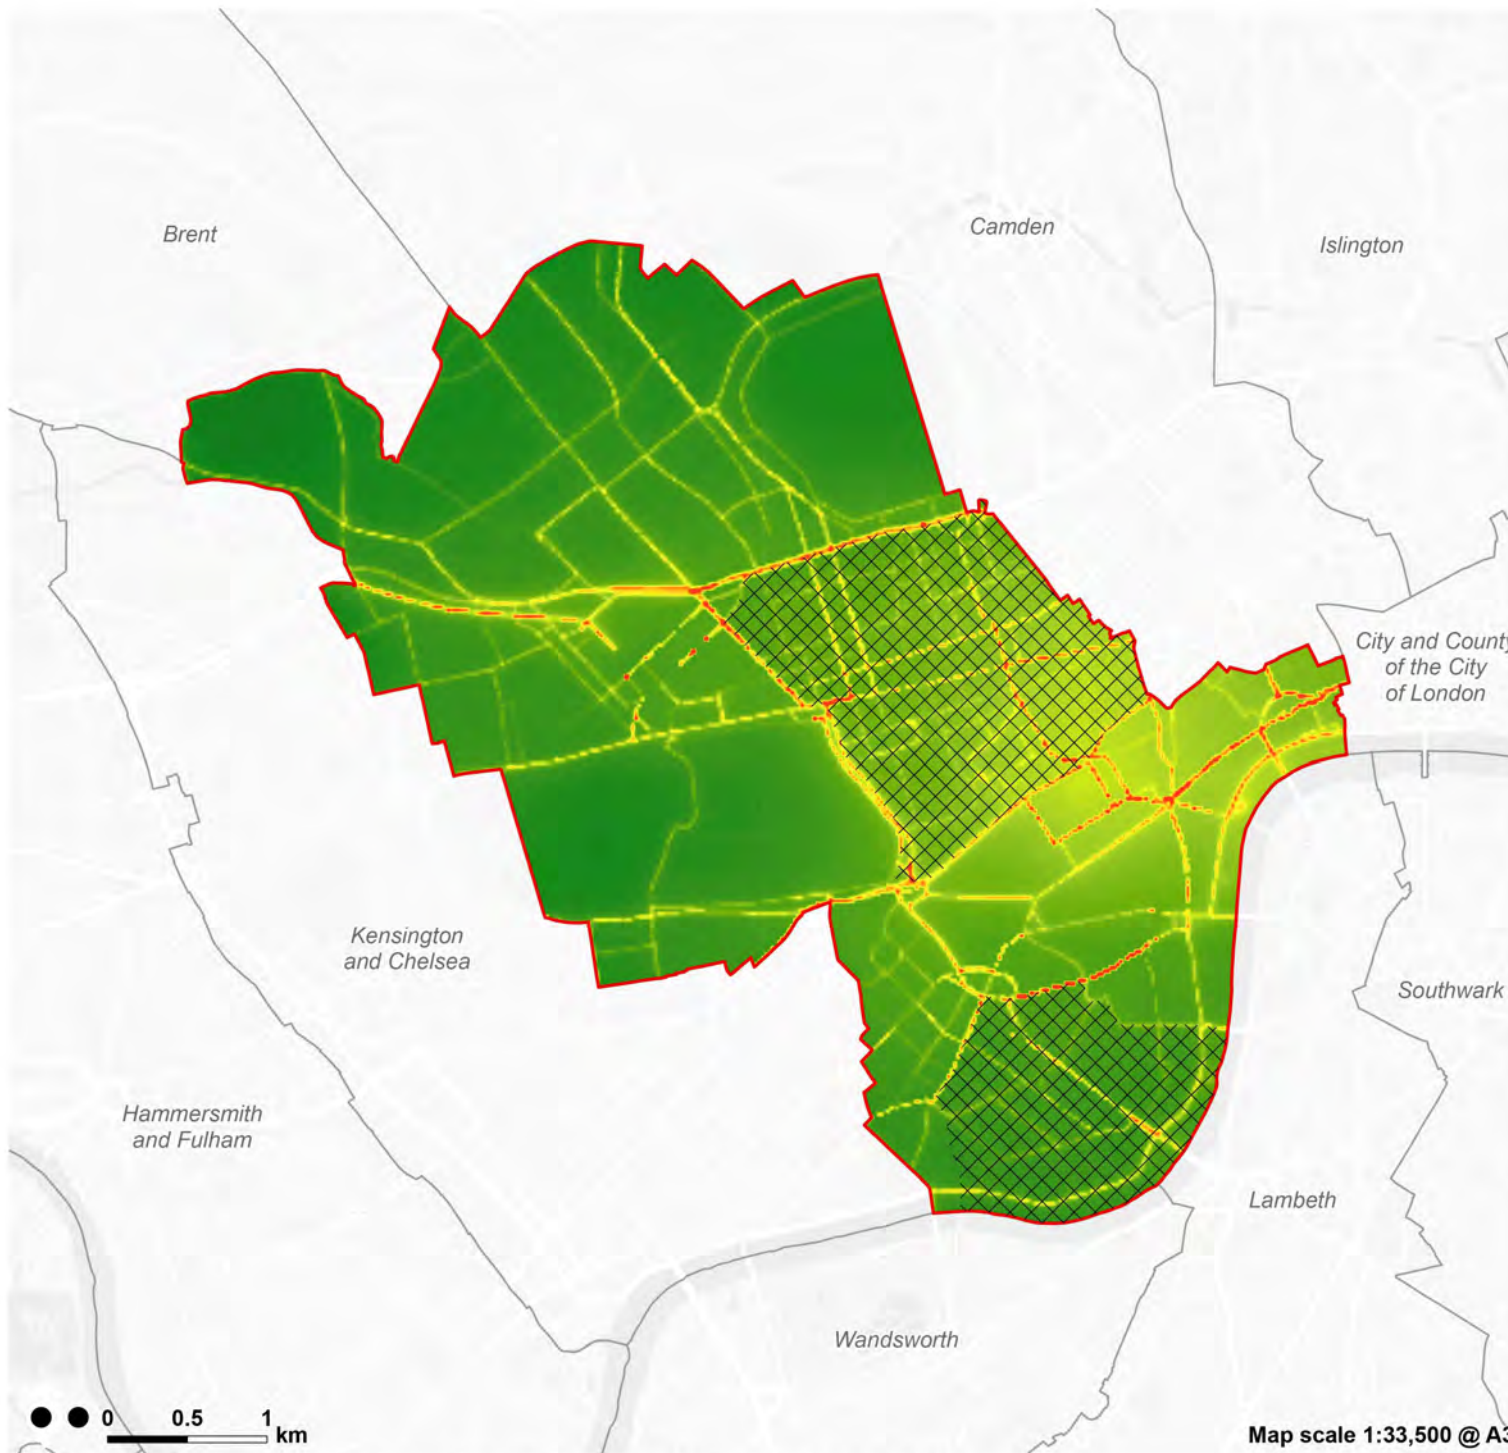 Brent
Camden
Islington
City and County
of the City
of London
Kensington
and Chelsea
Southwark
Hammersmith
and Fulham
Lambeth
Wandsworth
0 0.5 1
km
Map scale 1:33,500 @ A3